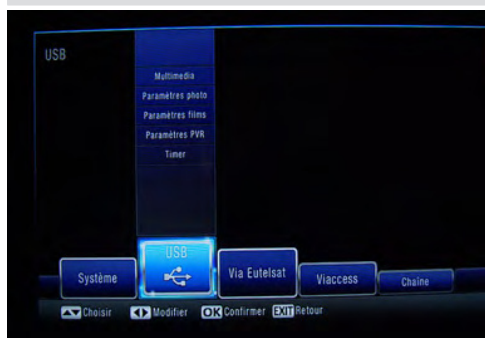 USB
Multimedia
Paramètres photo
Paramètres films
Paramètres PVR
Timer
USB
Système
Via Eutelsat
Viaccess
Chaîne
Choisir Modifier OK Confirmer EXIT Retour